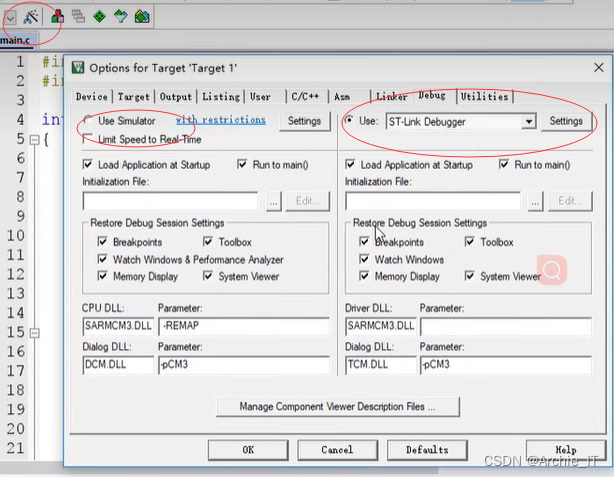 main.c
Options for Target 'Target 1'
1 #in
2 #in
3
4 int
5 {
6
7
8
9
10
11
12
13
14
15
16
17
18
19
20
21
Device Target Output Listing User C/C++ Asm Linker Debug Utilities
Use Simulator with restrictions Settings
Limit Speed to Real-Time
Load Application at Startup Run to main()
Initialization File:
... Edit...
Restore Debug Session Settings
Breakpoints Toolbox
Watch Windows & Performance Analyzer
Memory Display System Viewer
CPU DLL: Parameter:
SARMCM3.DLL -REMAP
Dialog DLL: Parameter:
DCM.DLL -pCM3
Use: ST-Link Debugger Settings
Load Application at Startup Run to main()
Initialization File:
... Edit...
Restore Debug Session Settings
Breakpoints Toolbox
Watch Windows
Memory Display System Viewer
Driver DLL: Parameter:
SARMCM3.DLL
Dialog DLL: Parameter:
TCM.DLL -pCM3
Manage Component Viewer Description Files ...
OK Cancel Defaults Help
CSDN @Archie_IT